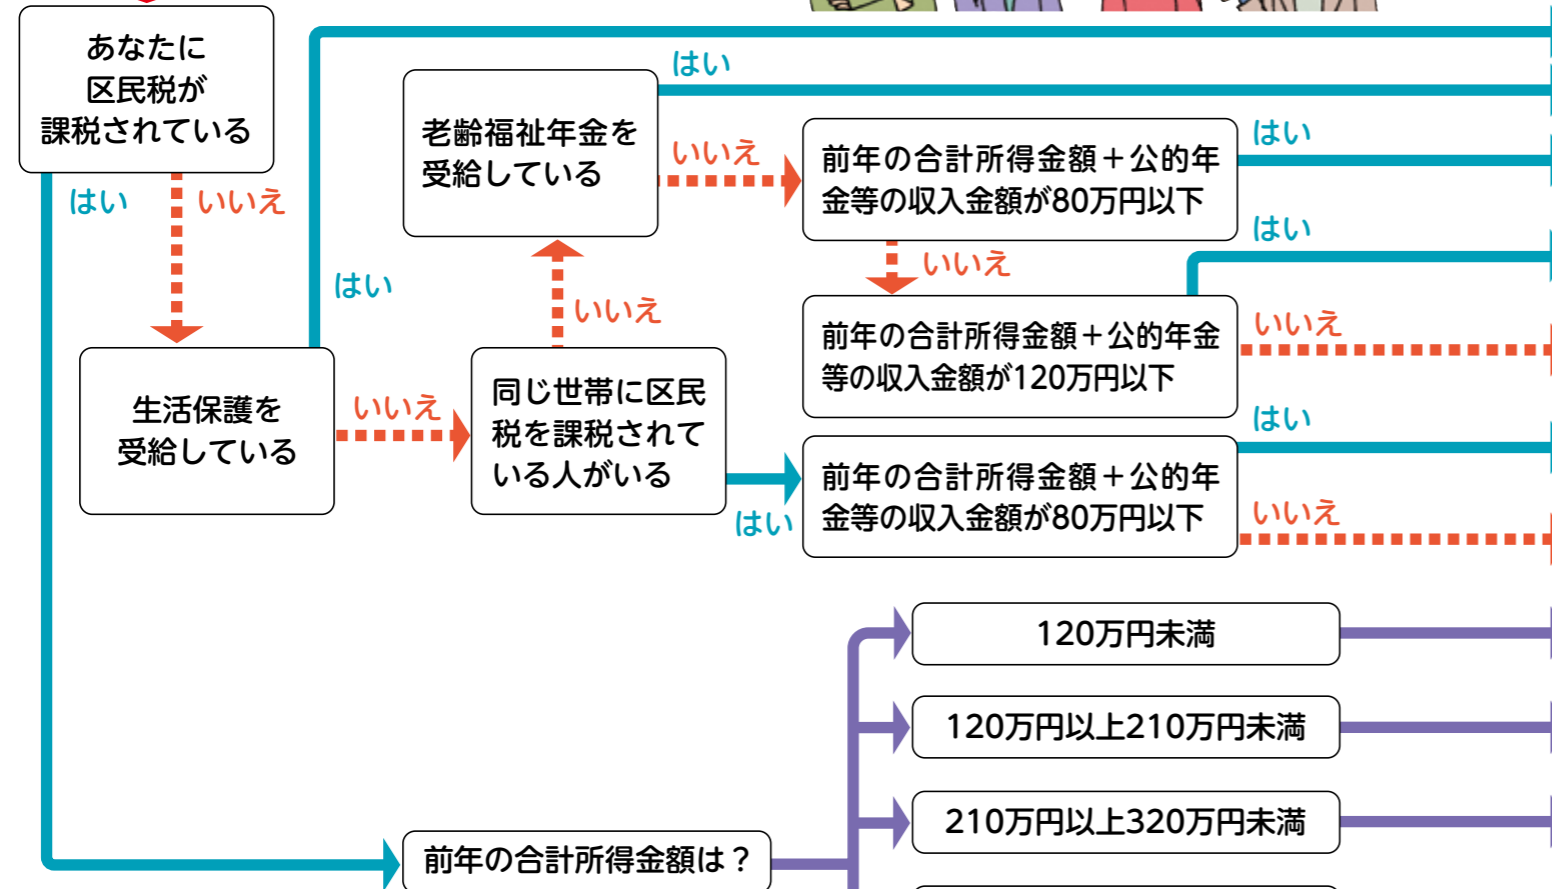 あなたに
区民税が
課税されている
はい
いいえ
生活保護を
受給している
はい
いいえ
同じ世帯に区民
税を課税されて
いる人がいる
いいえ
はい
老齢福祉年金を
受給している
はい
いいえ
前年の合計所得金額＋公的年
金等の収入金額が80万円以下
はい
いいえ
前年の合計所得金額＋公的年金
等の収入金額が120万円以下
はい
いいえ
前年の合計所得金額＋公的年
金等の収入金額が80万円以下
はい
いいえ
前年の合計所得金額は？
120万円未満
120万円以上210万円未満
210万円以上320万円未満